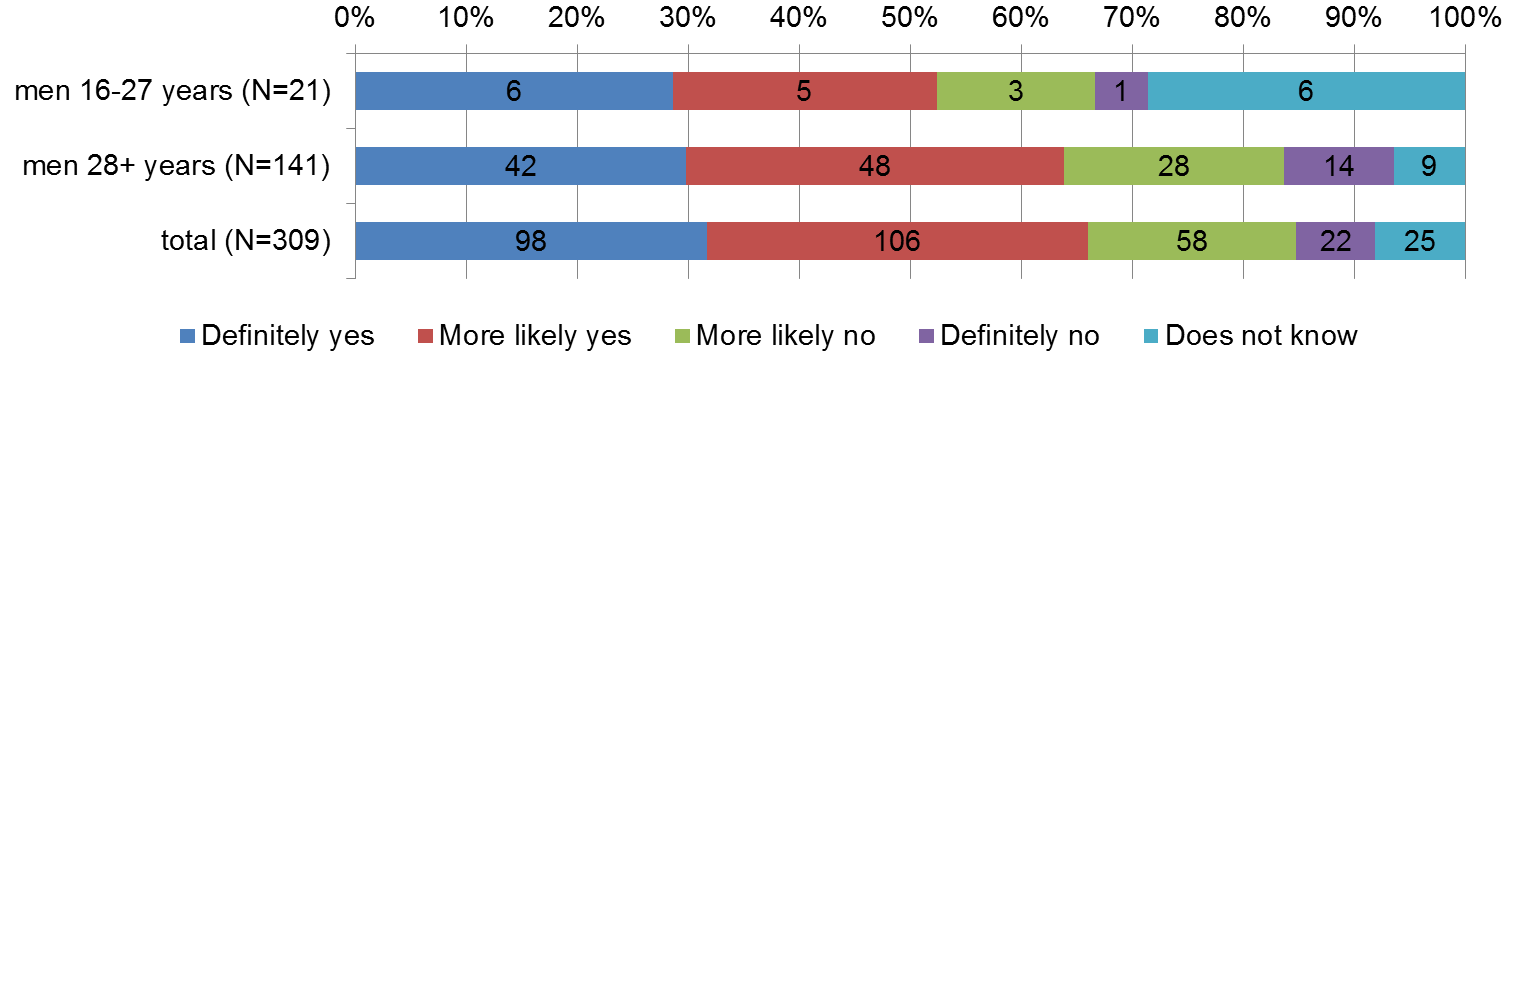 0% 10% 20% 30% 40% 50% 60% 70% 80% 90% 100%
men 16-27 years (N=21) 6 5 3 1 6
men 28+ years (N=141) 42 48 28 14 9
total (N=309) 98 106 58 22 25
Definitely yes More likely yes More likely no Definitely no Does not know